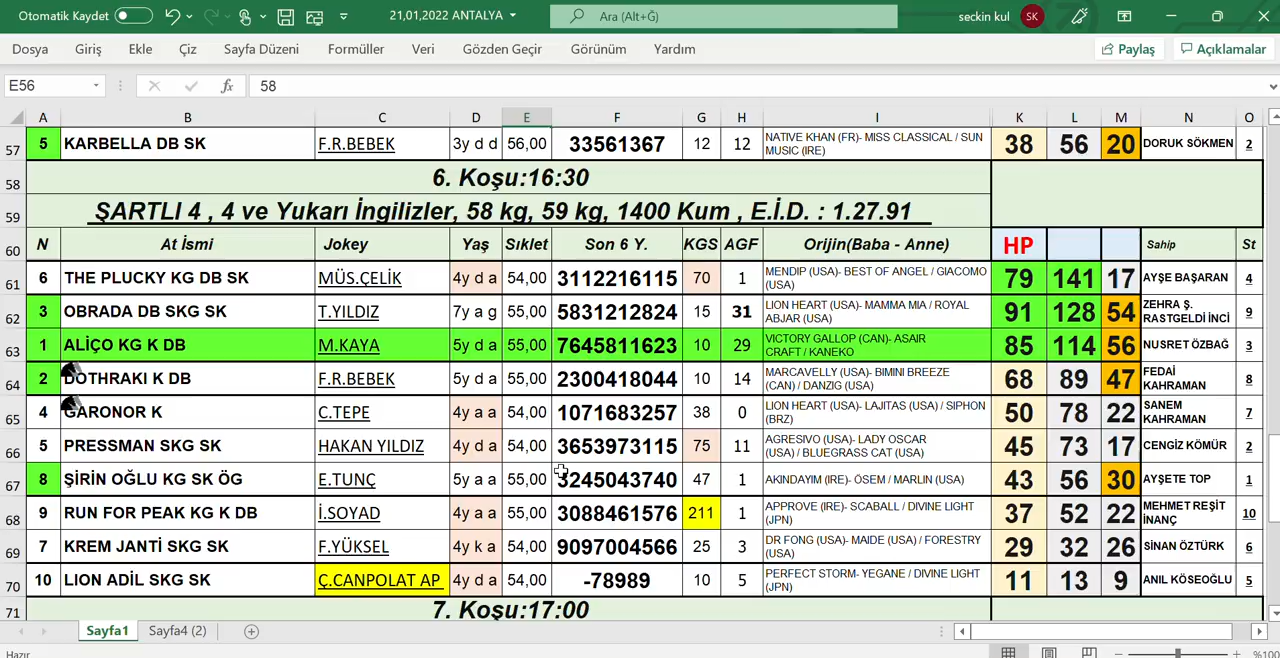 Otomatik Kaydet 21,01,2022 ANTALYA Ara (Alt+Ğ) seckin kul SK
Dosya Giriş Ekle Çiz Sayfa Düzeni Formüller Veri Gözden Geçir Görünüm Yardım Paylaş Açıklamalar
E56 fx 58
A B C D E F G H I K L M N O
57 5 KARBELLA DB SK F.R.BEBEK 3y d d 56,00 33561367 12 12 NATIVE KHAN (FR)- MISS CLASSICAL / SUN MUSIC (IRE) 38 56 20 DORUK SÖKMEN 2
58 6. Koşu:16:30
59 ŞARTLI 4 , 4 ve Yukarı İngilizler, 58 kg, 59 kg, 1400 Kum , E.İ.D. : 1.27.91
60 N At İsmi Jokey Yaş Sıklet Son 6 Y. KGS AGF Orijin(Baba - Anne) HP Sahip St
61 6 THE PLUCKY KG DB SK MÜS.ÇELİK 4y d a 54,00 3112216115 70 1 MENDIP (USA)- BEST OF ANGEL / GIACOMO (USA) 79 141 17 AYŞE BAŞARAN 4
62 3 OBRADA DB SKG SK T.YILDIZ 7y a g 55,00 5831212824 15 31 LION HEART (USA)- MAMMA MIA / ROYAL ABJAR (USA) 91 128 54 ZEHRA Ş. RASTGELDİ İNCİ 9
63 1 ALİÇO KG K DB M.KAYA 5y d a 55,00 7645811623 10 29 VICTORY GALLOP (CAN)- ASAIR CRAFT / KANEKO 85 114 56 NUSRET ÖZBAĞ 3
64 2 DOTHRAKI K DB F.R.BEBEK 5y d a 55,00 2300418044 10 14 MARCAVELLY (USA)- BIMINI BREEZE (CAN) / DANZIG (USA) 68 89 47 FEDAİ KAHRAMAN 8
65 4 GARONOR K C.TEPE 4y a a 54,00 1071683257 38 0 LION HEART (USA)- LAJITAS (USA) / SIPHON (BRZ) 50 78 22 SANEM KAHRAMAN 7
66 5 PRESSMAN SKG SK HAKAN YILDIZ 4y d a 54,00 3653973115 75 11 AGRESIVO (USA)- LADY OSCAR (USA) / BLUEGRASS CAT (USA) 45 73 17 CENGİZ KÖMÜR 2
67 8 ŞİRİN OĞLU KG SK ÖG E.TUNÇ 5y a a 55,00 3245043740 47 1 AKINDAYIM (IRE)- ÖSEM / MARLIN (USA) 43 56 30 AYŞETE TOP 1
68 9 RUN FOR PEAK KG K DB İ.SOYAD 4y a a 55,00 3088461576 211 1 APPROVE (IRE)- SCABALL / DIVINE LIGHT (JPN) 37 52 22 MEHMET REŞİT İNANÇ 10
69 7 KREM JANTİ SKG SK F.YÜKSEL 4y k a 54,00 9097004566 25 3 DR FONG (USA)- MAIDE (USA) / FORESTRY (USA) 29 32 26 SİNAN ÖZTÜRK 6
70 10 LION ADİL SKG SK Ç.CANPOLAT AP 4y d a 54,00 -78989 10 5 PERFECT STORM- YEGANE / DIVINE LIGHT (JPN) 11 13 9 ANIL KÖSEOĞLU 5
71 7. Koşu:17:00
Sayfa1 Sayfa4 (2)
Hazır %100